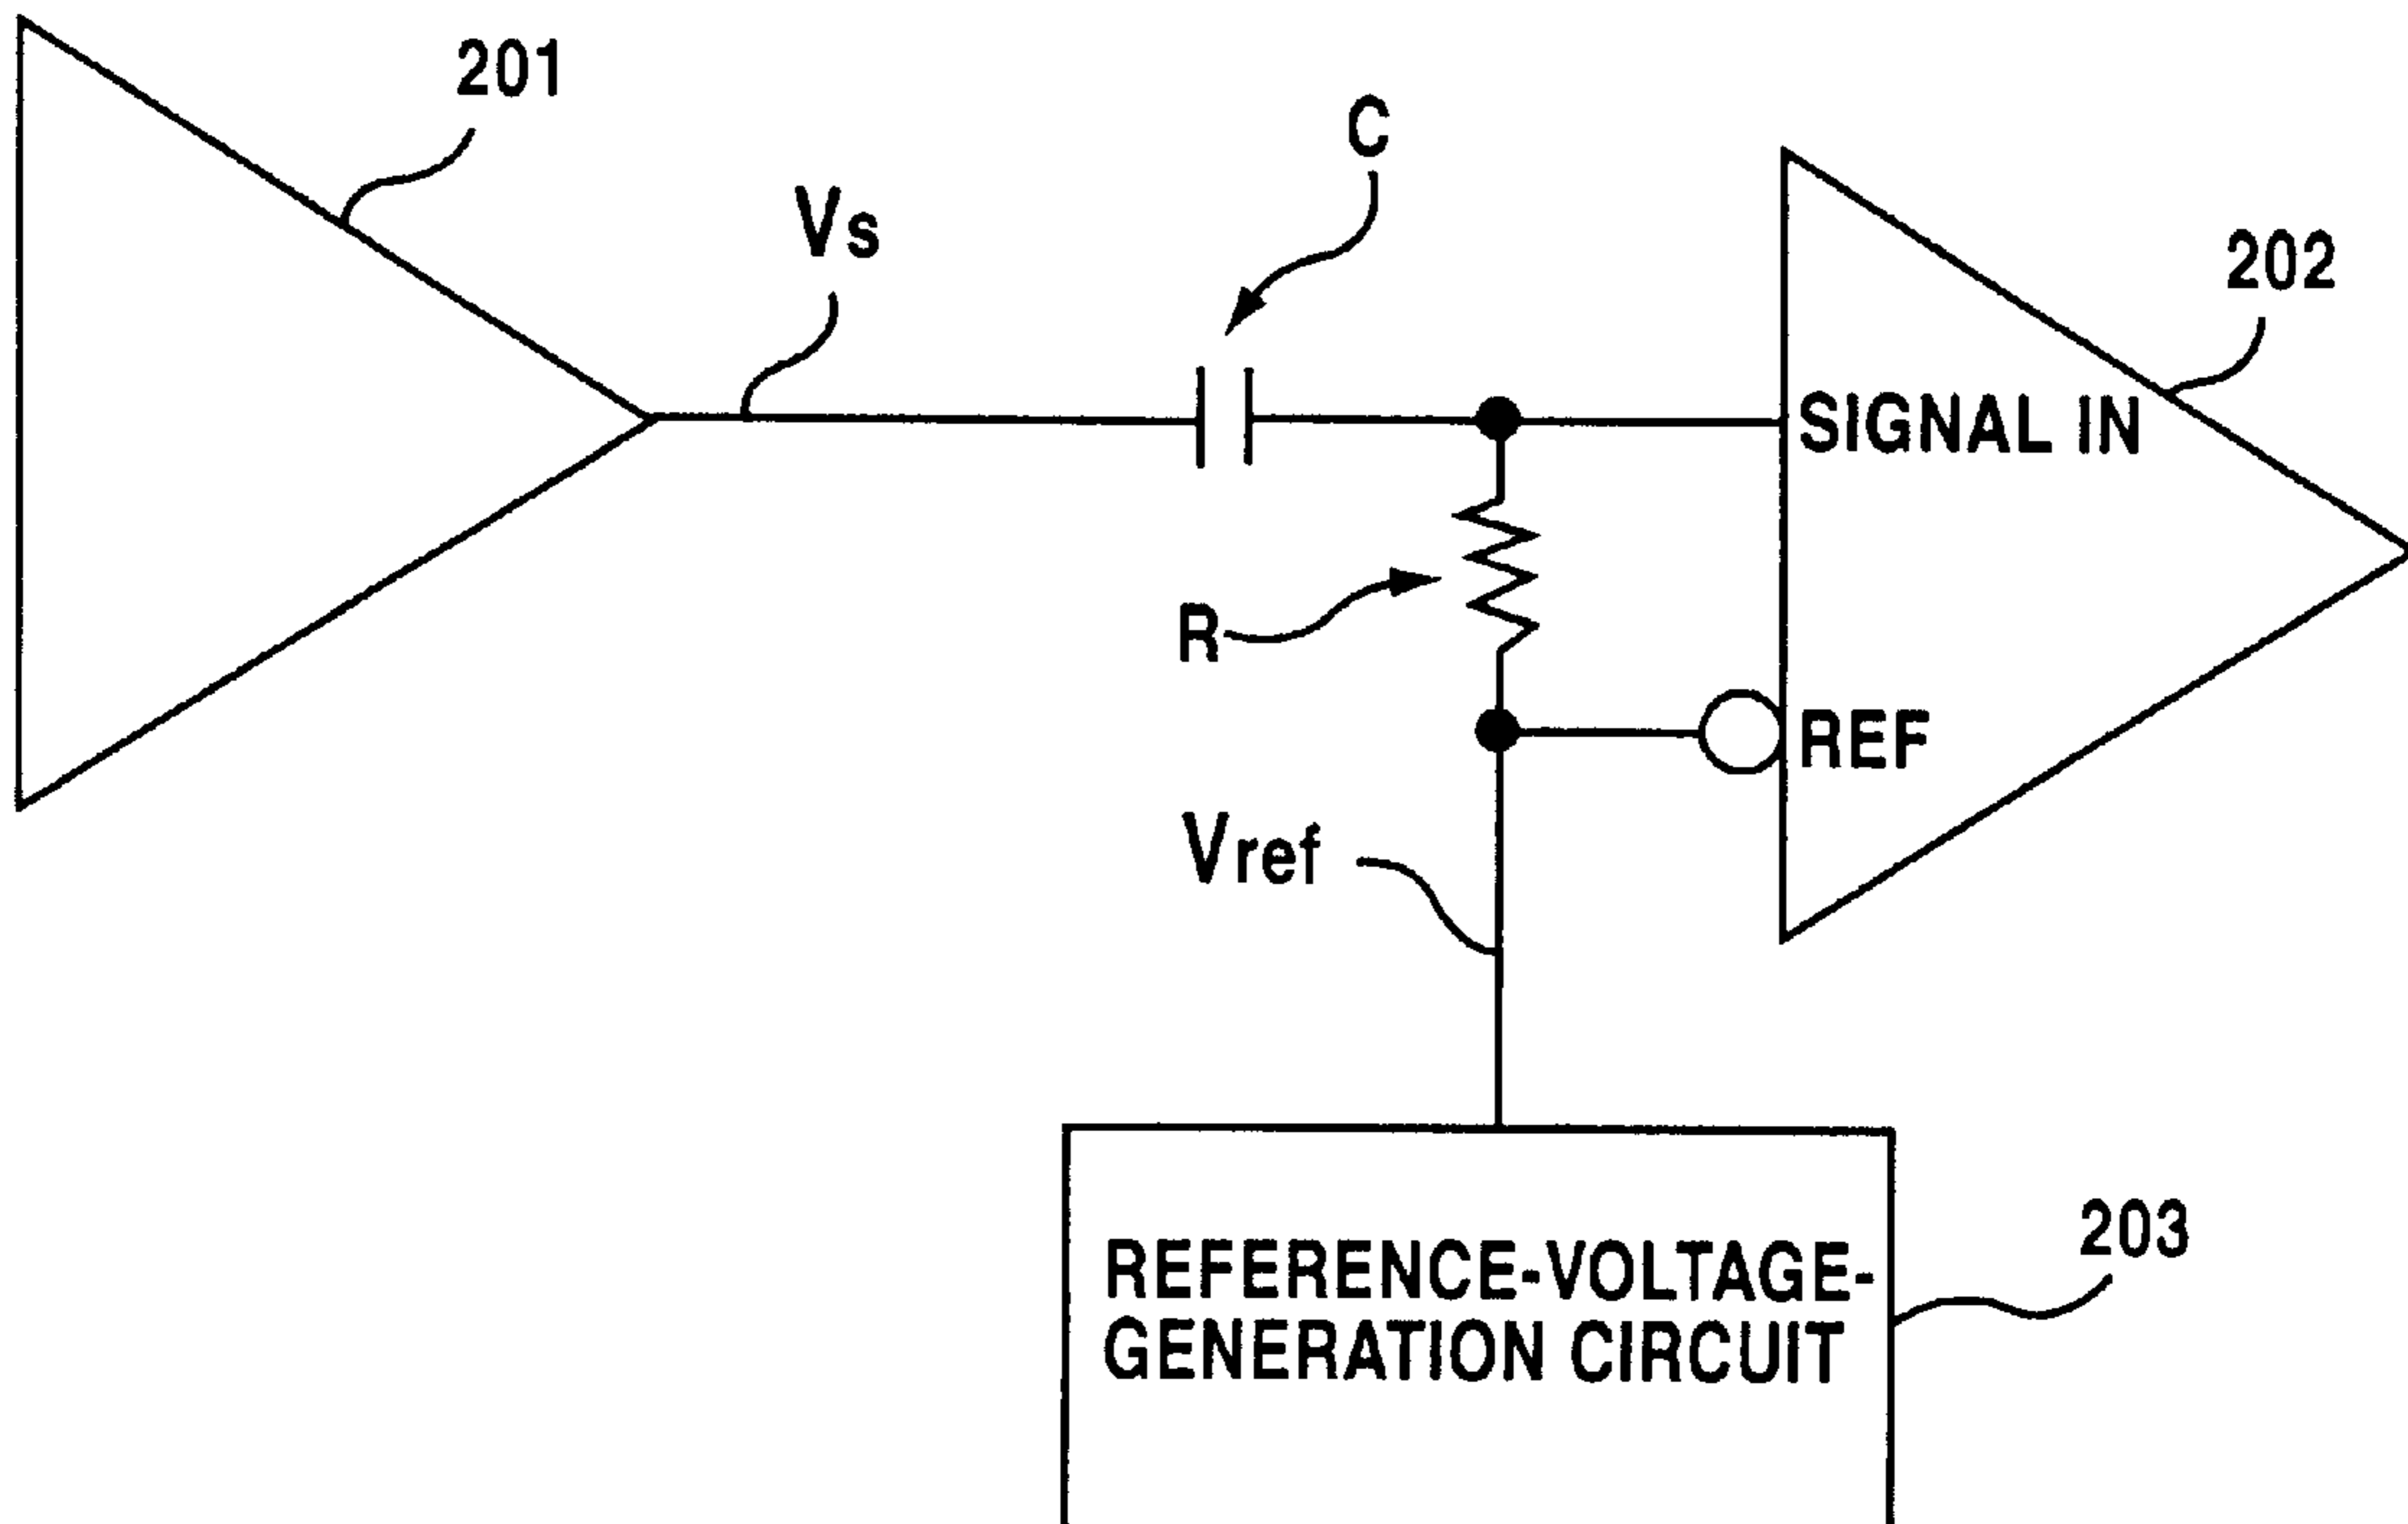 201
C
Vs
202
SIGNAL IN
R
REF
Vref
203
REFERENCE-VOLTAGE-
GENERATION CIRCUIT